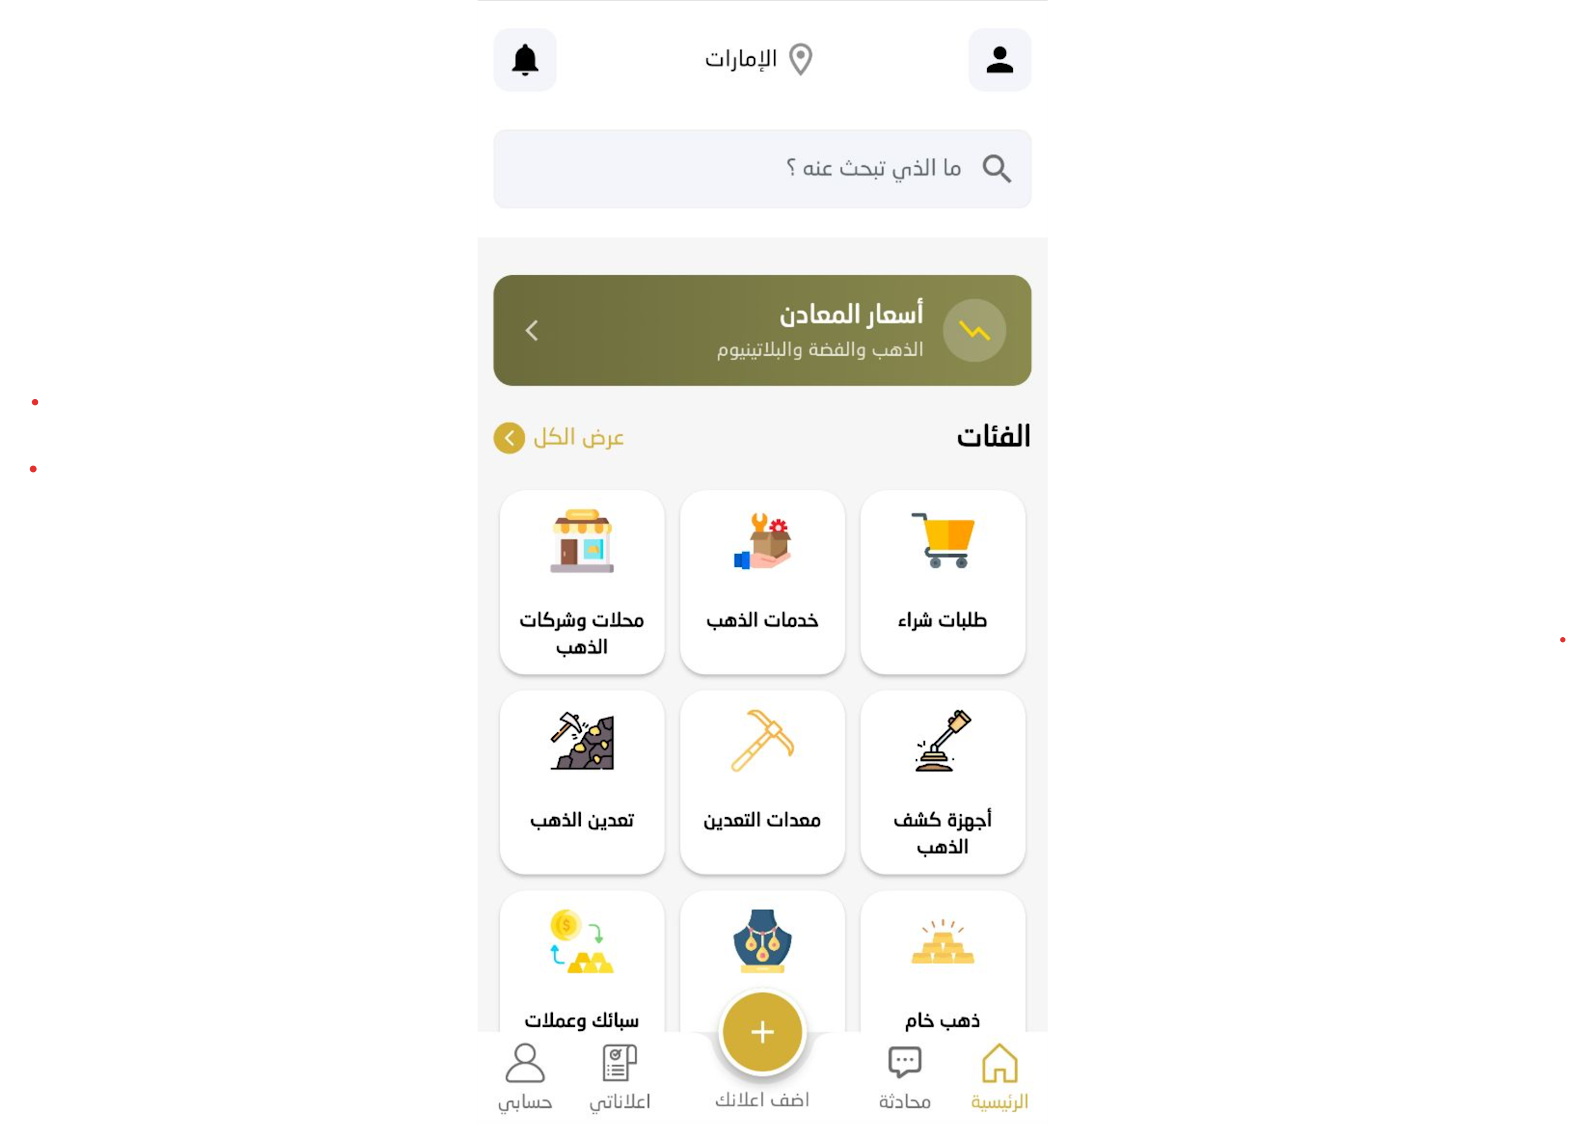 الإمارات
ما الذي تبحث عنه ؟
أسعار المعادن
الذهب والفضة والبلاتينيوم
الفئات
عرض الكل
طلبات شراء
خدمات الذهب
محلات وشركات
الذهب
أجهزة كشف
الذهب
معدات التعدين
تعدين الذهب
ذهب خام
سبائك وعملات
الرئيسية
محادثة
اضف اعلانك
اعلاناتي
حسابي